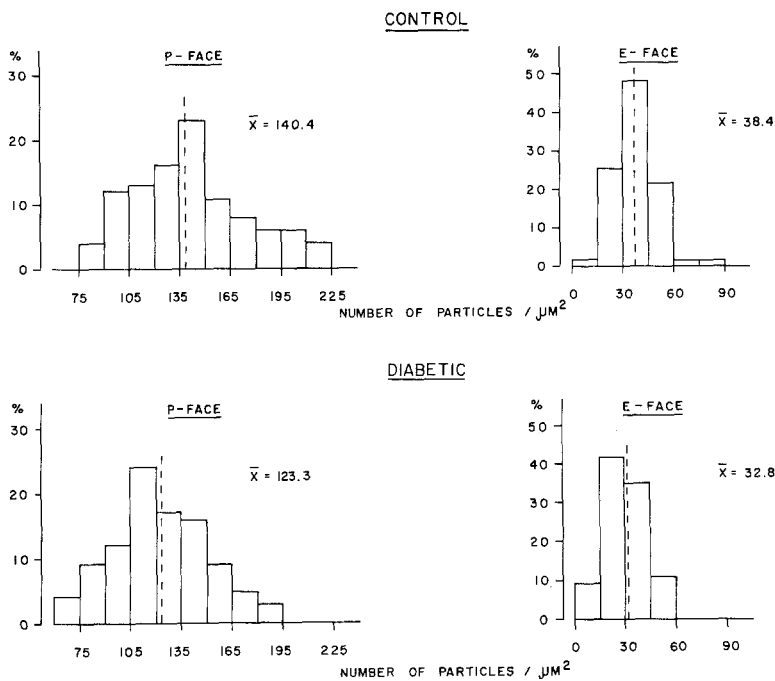 CONTROL
% P-FACE
30
20
10
0
X̄ = 140.4
75 105 135 165 195 225
% E-FACE
50
40
30
20
10
0
X̄ = 38.4
0 30 60 90
NUMBER OF PARTICLES / µM²
DIABETIC
% P-FACE
30
20
10
0
X̄ = 123.3
75 105 135 165 195 225
% E-FACE
50
40
30
20
10
0
X̄ = 32.8
0 30 60 90
NUMBER OF PARTICLES / µM²